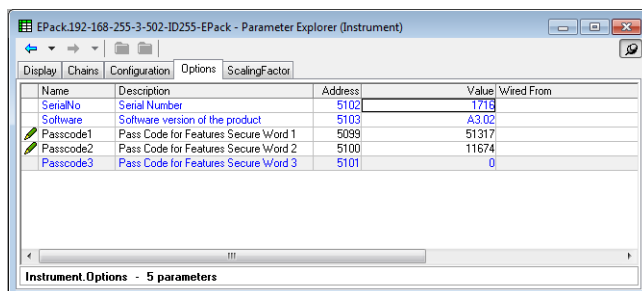 EPack.192-168-255-3-502-ID255-EPack - Parameter Explorer (Instrument)
Display Chains Configuration Options ScalingFactor
Name Description Address Value Wired From
SerialNo Serial Number 5102 1716
Software Software version of the product 5103 A3.02
Passcode1 Pass Code for Features Secure Word 1 5099 51317
Passcode2 Pass Code for Features Secure Word 2 5100 11674
Passcode3 Pass Code for Features Secure Word 3 5101 0
Instrument.Options - 5 parameters